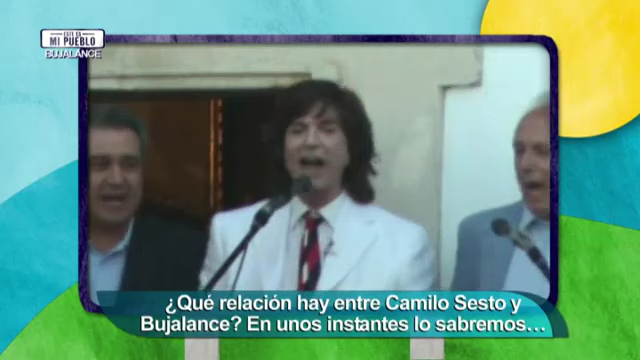 ESTE ES
MI PUEBLO
BUJALANCE
¿Qué relación hay entre Camilo Sesto y
Bujalance? En unos instantes lo sabremos...